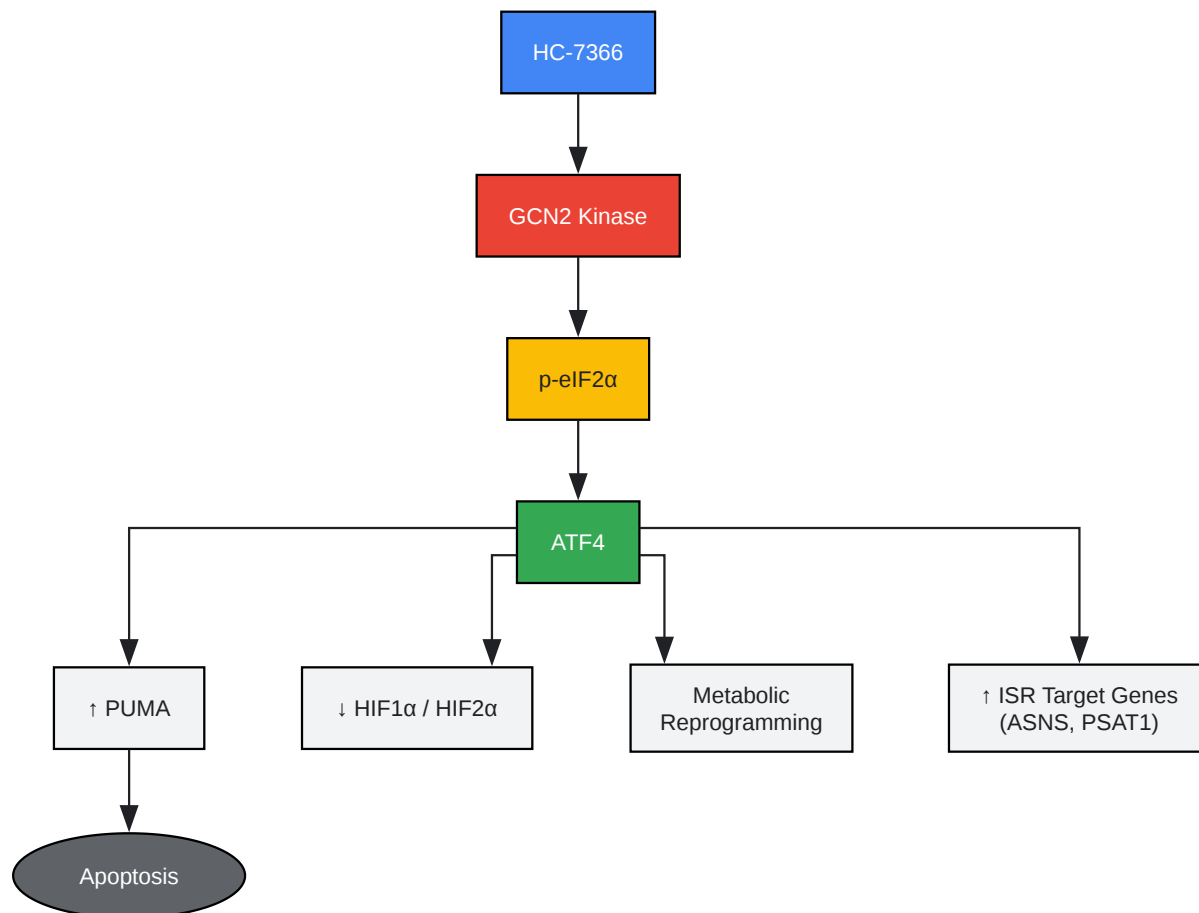 HC-7366
GCN2 Kinase
p-eIF2α
ATF4
↑ PUMA
↓ HIF1α / HIF2α
Metabolic
Reprogramming
↑ ISR Target Genes
(ASNS, PSAT1)
Apoptosis